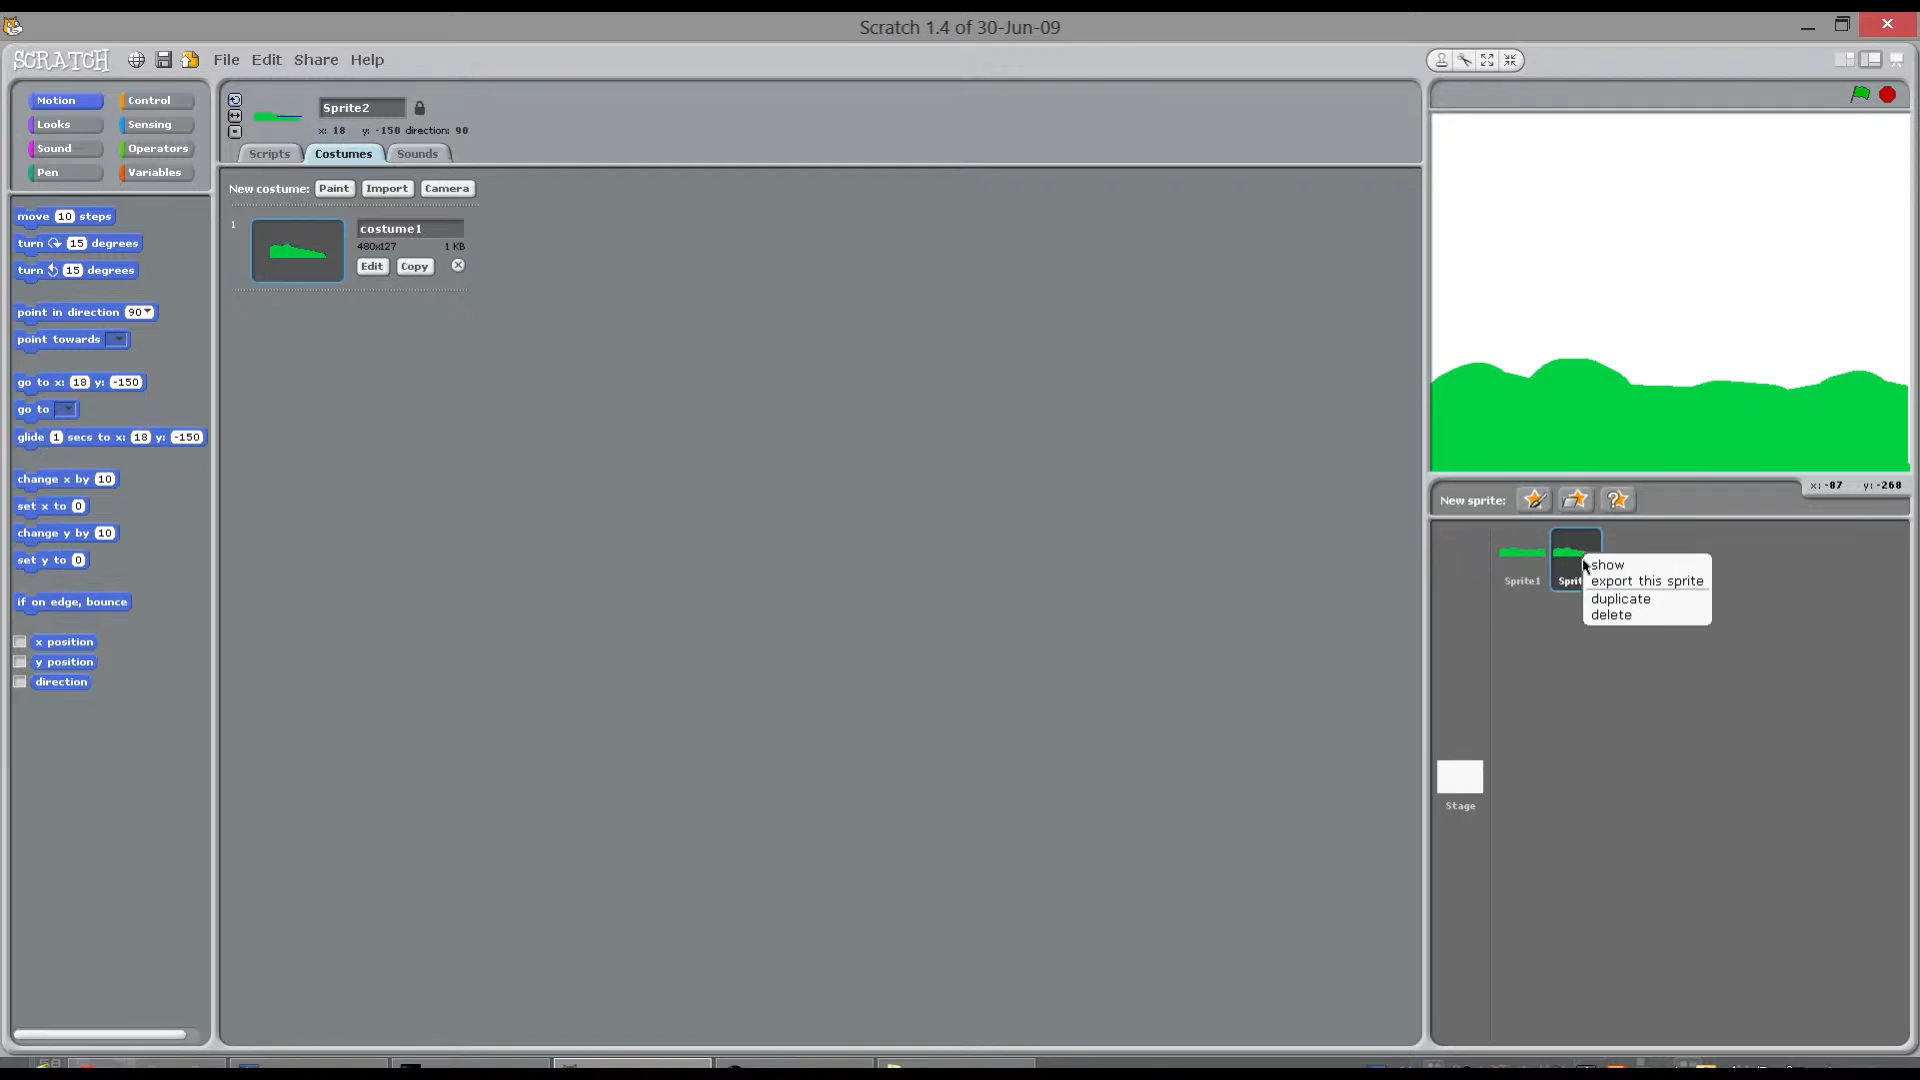 Scratch 1.4 of 30-Jun-09
SCRATCH File Edit Share Help
Motion Control
Looks Sensing
Sound Operators
Pen Variables
move 10 steps
turn 15 degrees
turn 15 degrees
point in direction 90
point towards
go to x: 18 y: -150
go to
glide 1 secs to x: 18 y: -150
change x by 10
set x to 0
change y by 10
set y to 0
if on edge, bounce
x position
y position
direction
Sprite2
x: 18 y: -150 direction: 90
Scripts Costumes Sounds
New costume: Paint Import Camera
1
costume1
480x127 1 KB
Edit Copy
x: -87 y: -268
New sprite:
Sprite1 Sprit
show
export this sprite
duplicate
delete
Stage